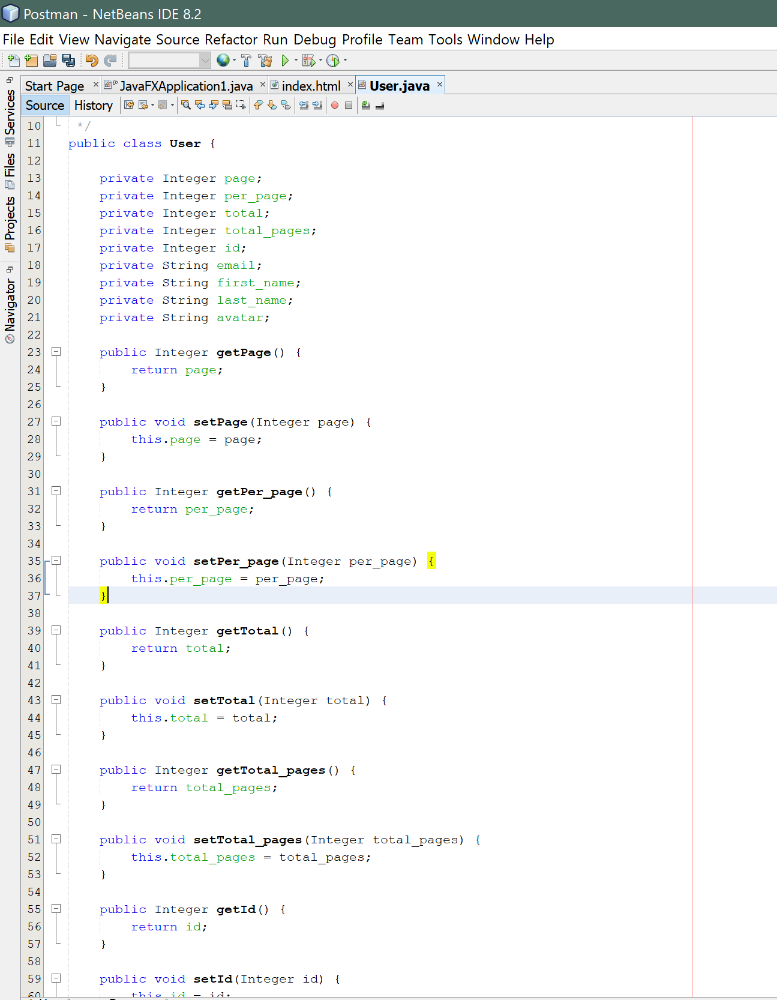 Postman - NetBeans IDE 8.2
File Edit View Navigate Source Refactor Run Debug Profile Team Tools Window Help
Start Page × JavaFXApplication1.java × index.html × User.java ×
Source History
Services
Files
Projects
Navigator
10 */
11 public class User {
12
13 private Integer page;
14 private Integer per_page;
15 private Integer total;
16 private Integer total_pages;
17 private Integer id;
18 private String email;
19 private String first_name;
20 private String last_name;
21 private String avatar;
22
23 public Integer getPage() {
24 return page;
25 }
26
27 public void setPage(Integer page) {
28 this.page = page;
29 }
30
31 public Integer getPer_page() {
32 return per_page;
33 }
34
35 public void setPer_page(Integer per_page) {
36 this.per_page = per_page;
37 }
38
39 public Integer getTotal() {
40 return total;
41 }
42
43 public void setTotal(Integer total) {
44 this.total = total;
45 }
46
47 public Integer getTotal_pages() {
48 return total_pages;
49 }
50
51 public void setTotal_pages(Integer total_pages) {
52 this.total_pages = total_pages;
53 }
54
55 public Integer getId() {
56 return id;
57 }
58
59 public void setId(Integer id) {
60 this.id = id;